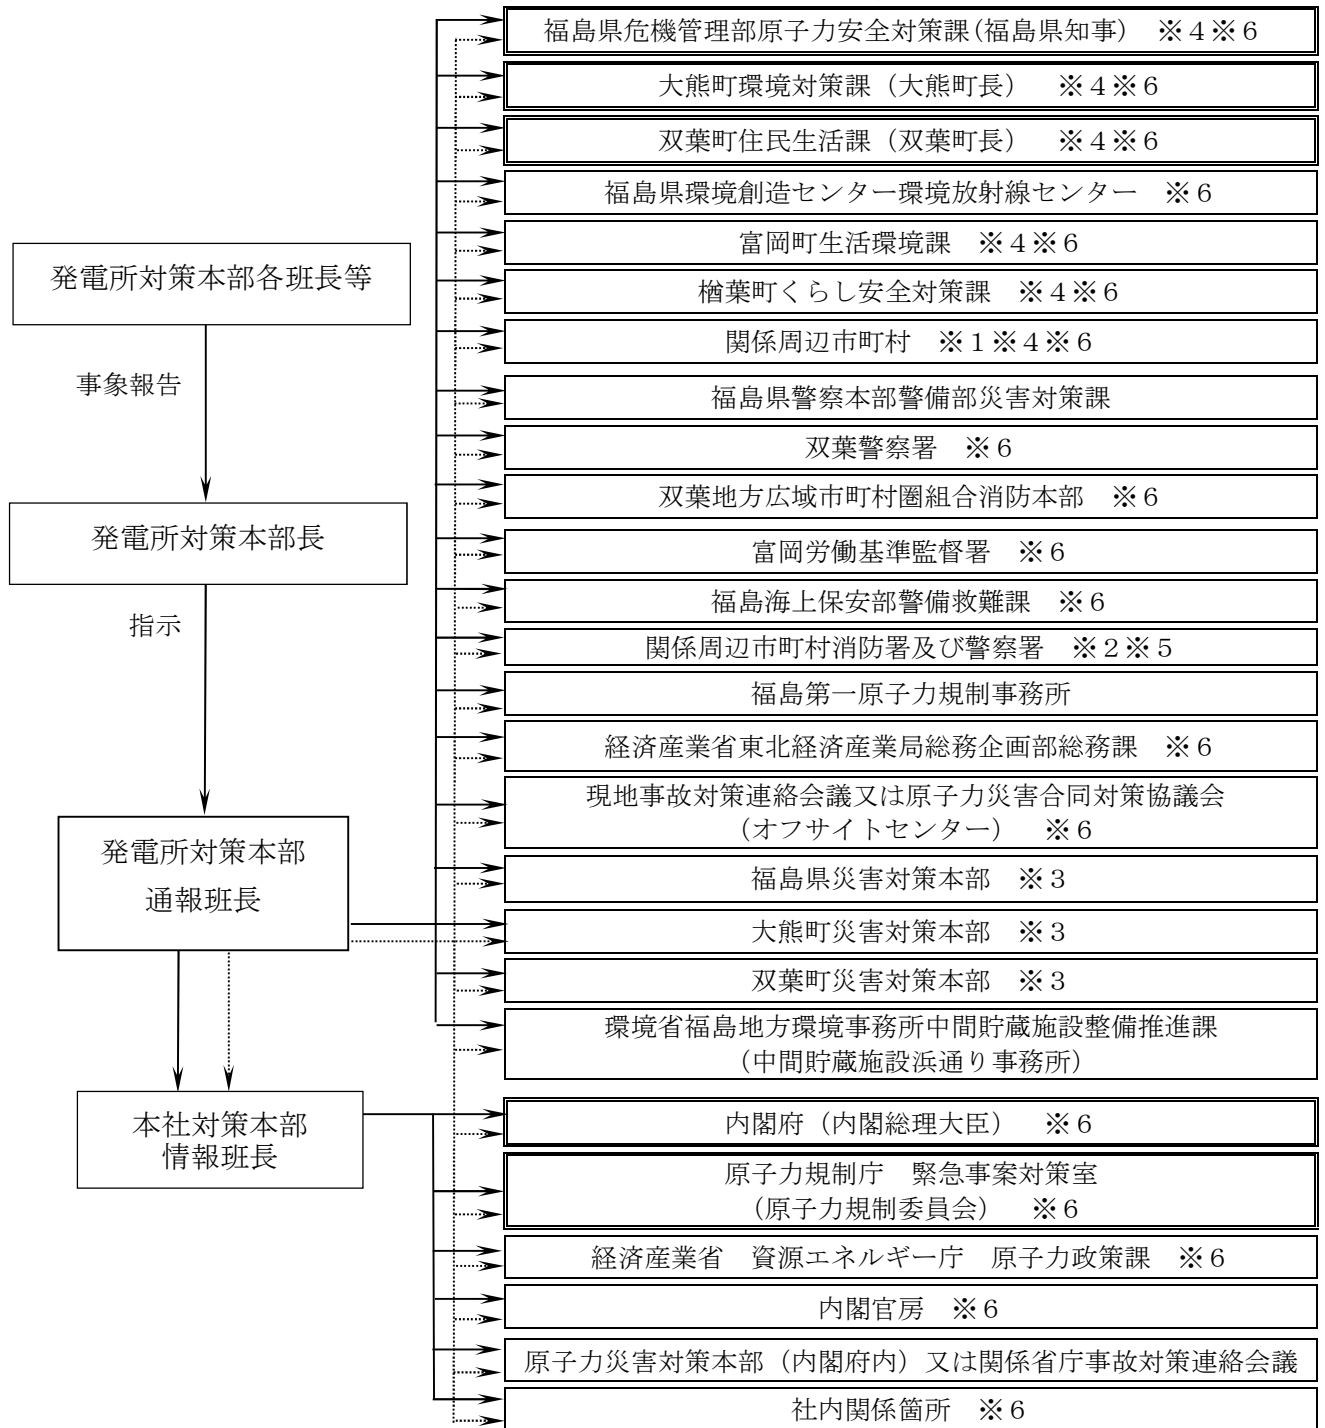 発電所対策本部各班長等
事象報告
発電所対策本部長
指示
発電所対策本部
通報班長
本社対策本部
情報班長
福島県危機管理部原子力安全対策課(福島県知事)　※４※６
大熊町環境対策課（大熊町長）　※４※６
双葉町住民生活課（双葉町長）　※４※６
福島県環境創造センター環境放射線センター　※６
富岡町生活環境課　※４※６
楢葉町くらし安全対策課　※４※６
関係周辺市町村　※１※４※６
福島県警察本部警備部災害対策課
双葉警察署　※６
双葉地方広域市町村圏組合消防本部　※６
富岡労働基準監督署　※６
福島海上保安部警備救難課　※６
関係周辺市町村消防署及び警察署　※２※５
福島第一原子力規制事務所
経済産業省東北経済産業局総務企画部総務課　※６
現地事故対策連絡会議又は原子力災害合同対策協議会
（オフサイトセンター）　※６
福島県災害対策本部　※３
大熊町災害対策本部　※３
双葉町災害対策本部　※３
環境省福島地方環境事務所中間貯蔵施設整備推進課
（中間貯蔵施設浜通り事務所）
内閣府（内閣総理大臣）　※６
原子力規制庁　緊急事案対策室
（原子力規制委員会）　※６
経済産業省　資源エネルギー庁　原子力政策課　※６
内閣官房　※６
原子力災害対策本部（内閣府内）又は関係省庁事故対策連絡会議
社内関係箇所　※６